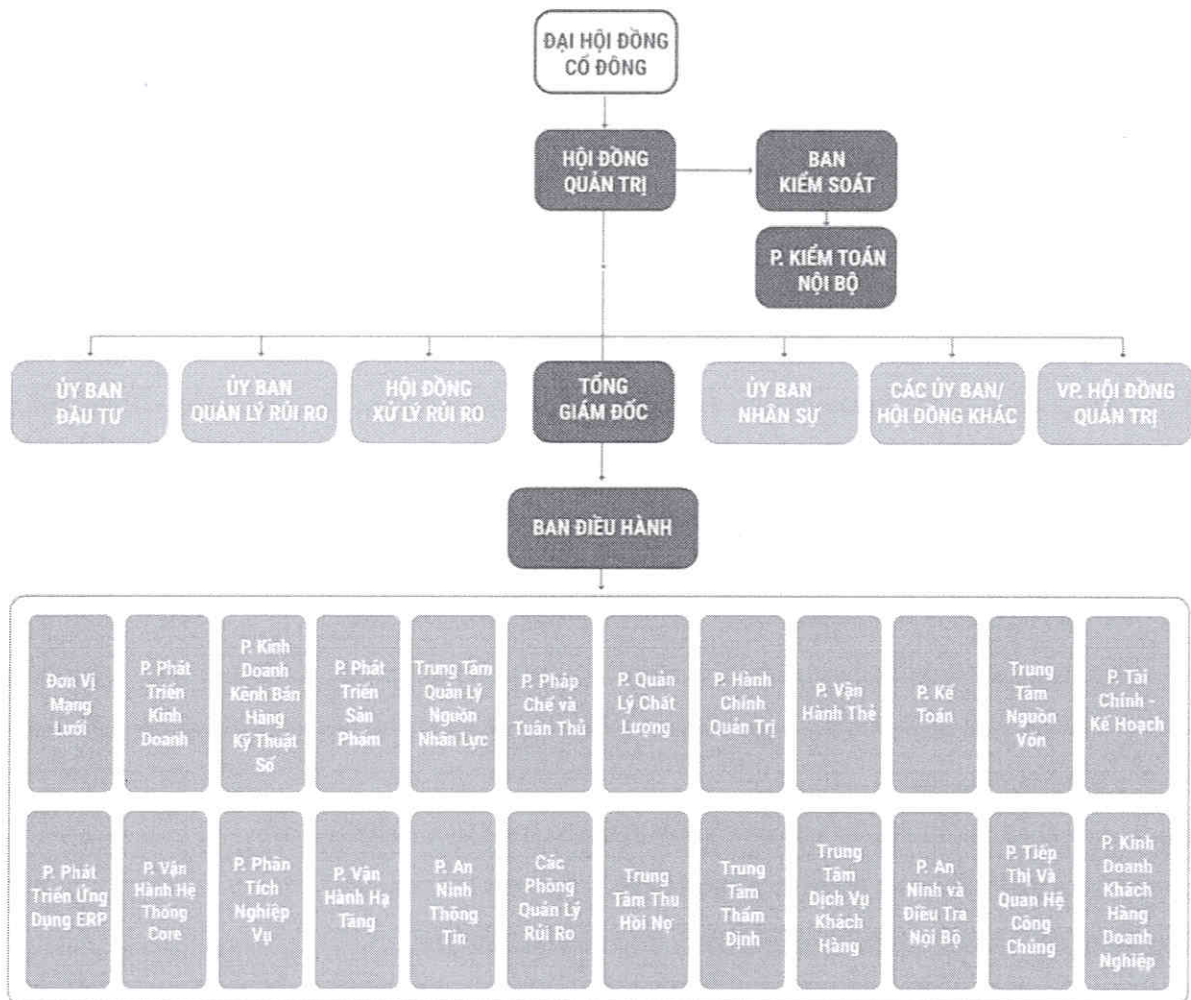 ĐẠI HỘI ĐỒNG
CỔ ĐÔNG
HỘI ĐỒNG
QUẢN TRỊ
BAN
KIỂM SOÁT
P. KIỂM TOÁN
NỘI BỘ
ỦY BAN
ĐẦU TƯ
ỦY BAN
QUẢN LÝ RỦI RO
HỘI ĐỒNG
XỬ LÝ RỦI RO
TỔNG
GIÁM ĐỐC
ỦY BAN
NHÂN SỰ
CÁC ỦY BAN/
HỘI ĐỒNG KHÁC
VP. HỘI ĐỒNG
QUẢN TRỊ
BAN ĐIỀU HÀNH
Đơn Vị
Mạng
Lưới
P. Phát
Triển
Kinh
Doanh
P. Kinh
Doanh
Kênh Bán
Hàng
Kỹ Thuật
Số
P. Phát
Triển
Sản
Phẩm
Trung Tâm
Quản Lý
Nguồn
Nhân Lực
P. Pháp
Chế và
Tuân Thủ
P. Quản
Lý Chất
Lượng
P. Hành
Chính
Quản Trị
P. Vận
Hành Thẻ
P. Kế
Toán
Trung
Tâm
Nguồn
Vốn
P. Tài
Chính -
Kế Hoạch
P. Phát
Triển Ứng
Dụng ERP
P. Vận
Hành Hệ
Thống
Core
P. Phân
Tích
Nghiệp
Vụ
P. Vận
Hành Hạ
Tầng
P. An
Ninh
Thông
Tin
Các
Phòng
Quản Lý
Rủi Ro
Trung
Tâm Thu
Hồi Nợ
Trung
Tâm
Thẩm
Định
Trung
Tâm
Dịch Vụ
Khách
Hàng
P. An
Ninh và
Điều Tra
Nội Bộ
P. Tiếp
Thị Và
Quan Hệ
Công
Chúng
P. Kinh
Doanh
Khách
Hàng
Doanh
Nghiệp